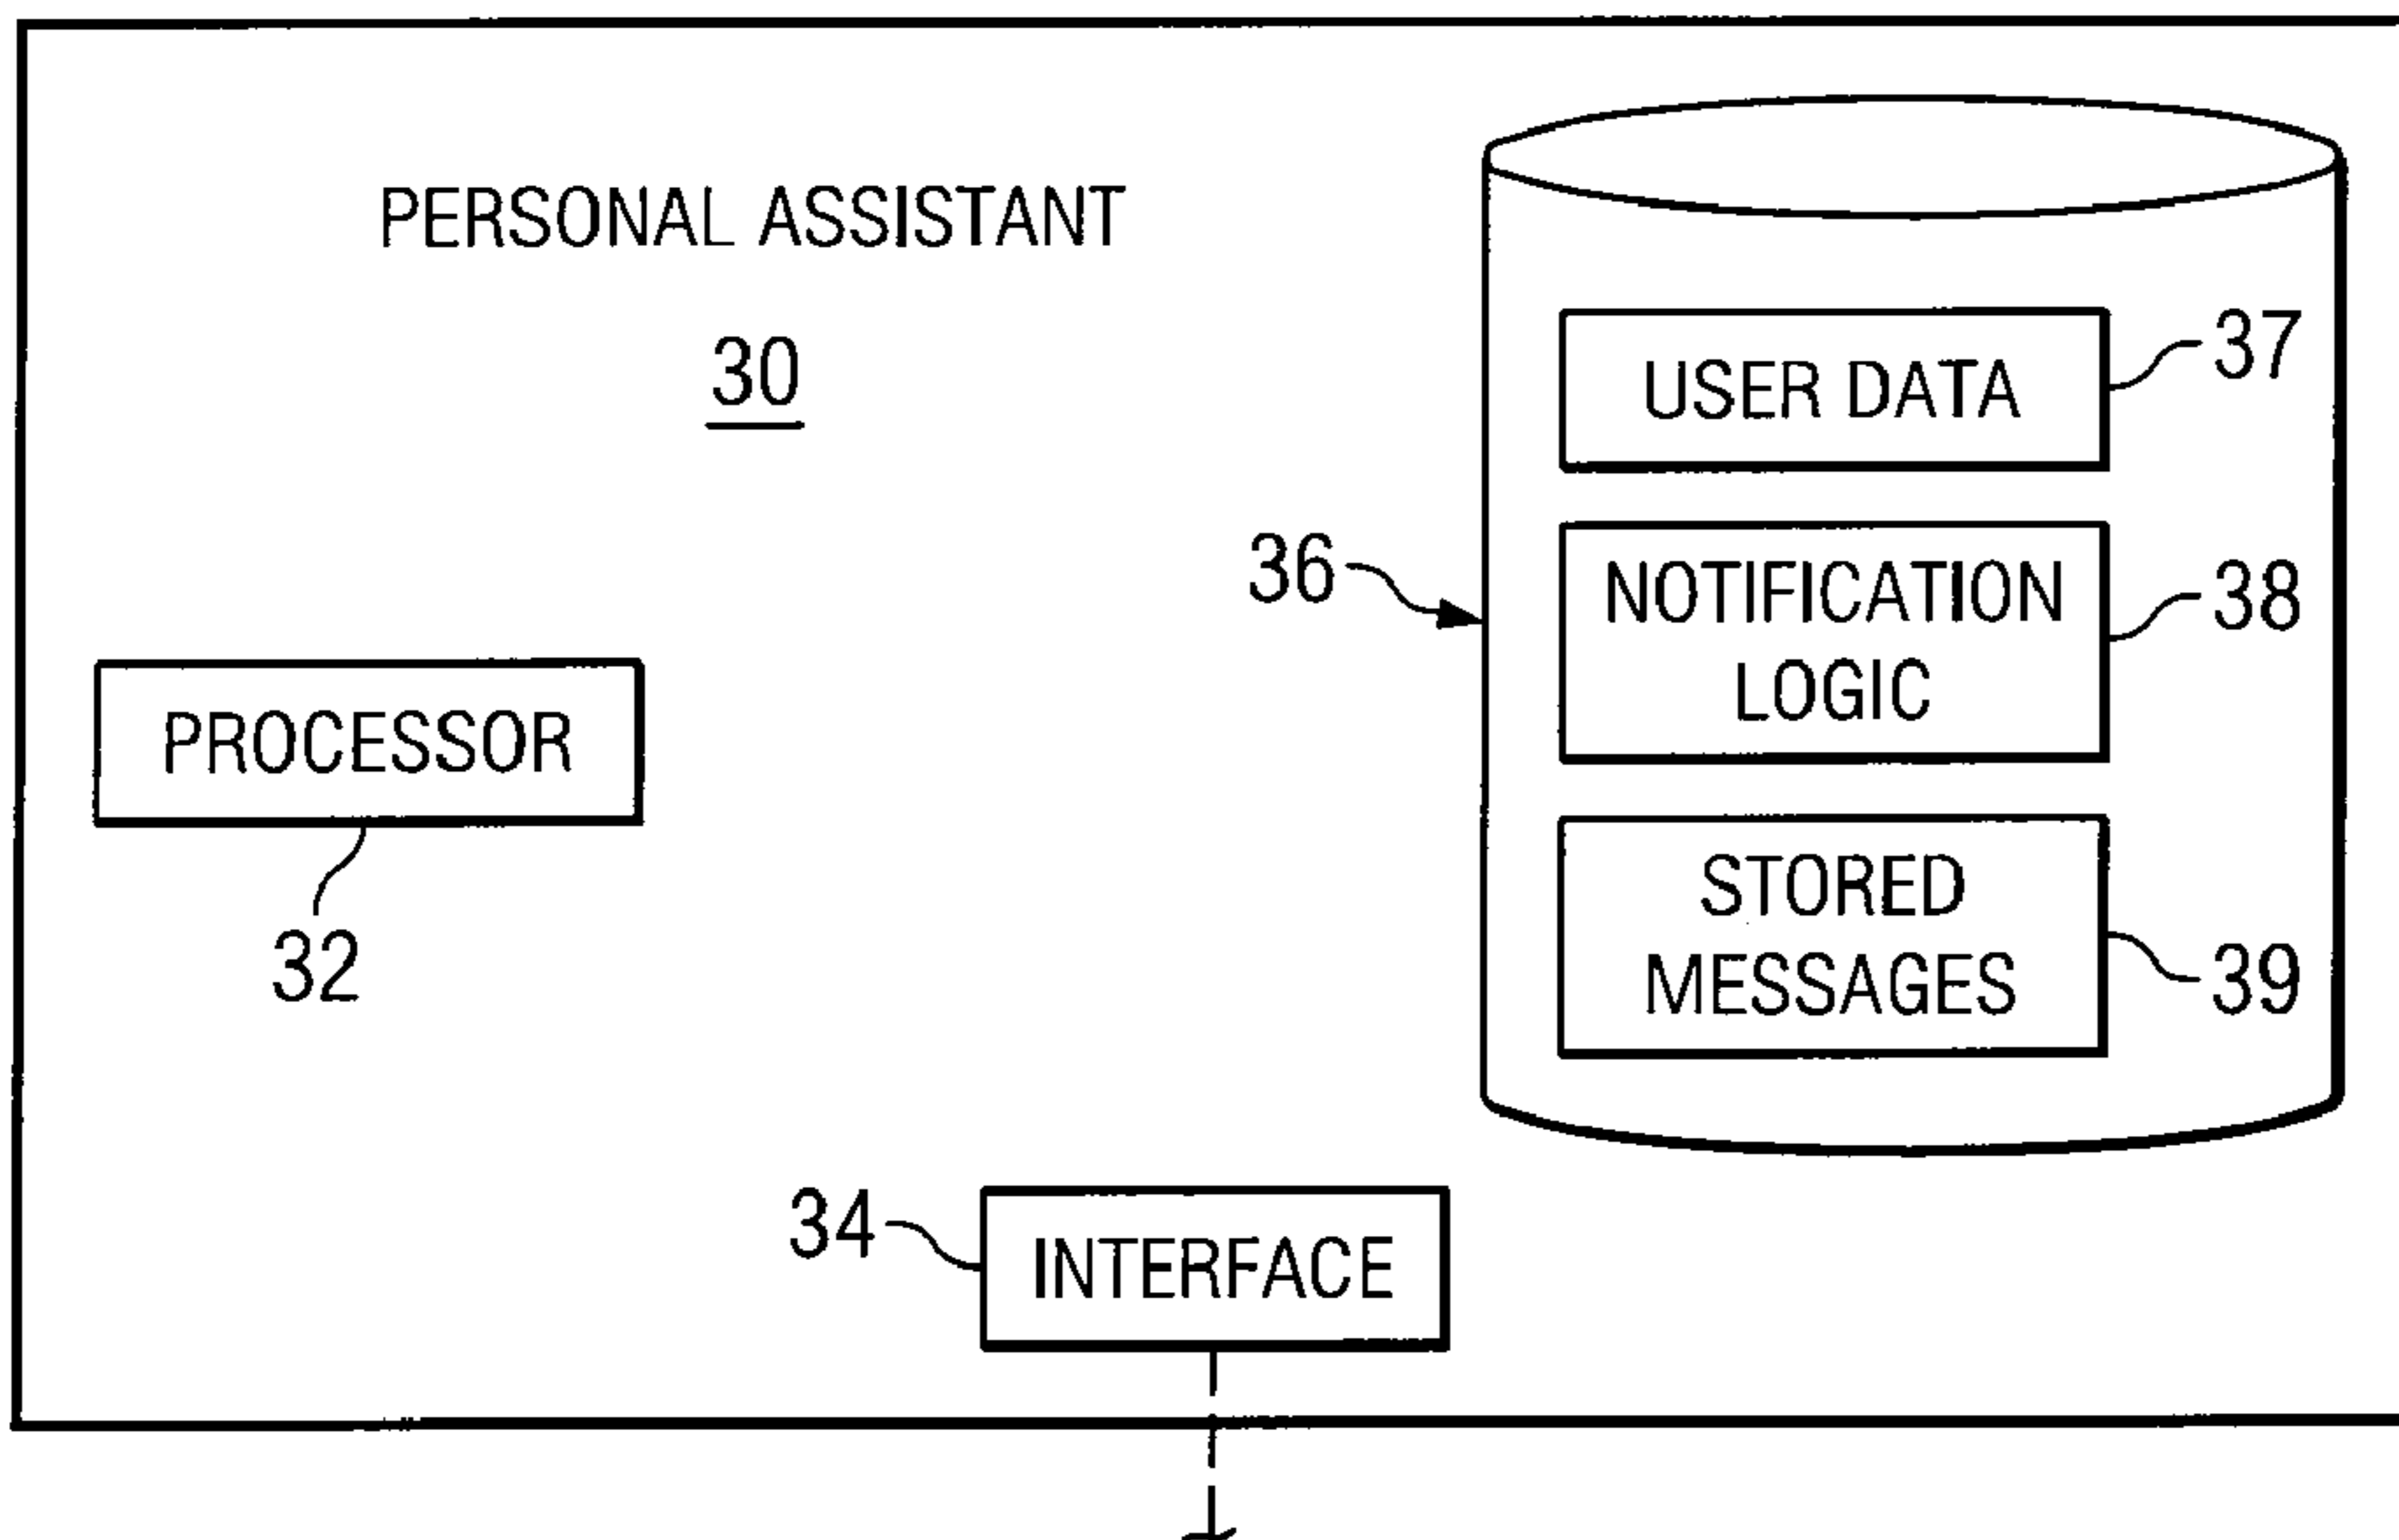 PERSONAL ASSISTANT
30
USER DATA
37
36
NOTIFICATION
LOGIC
38
PROCESSOR
32
STORED
MESSAGES
39
34
INTERFACE